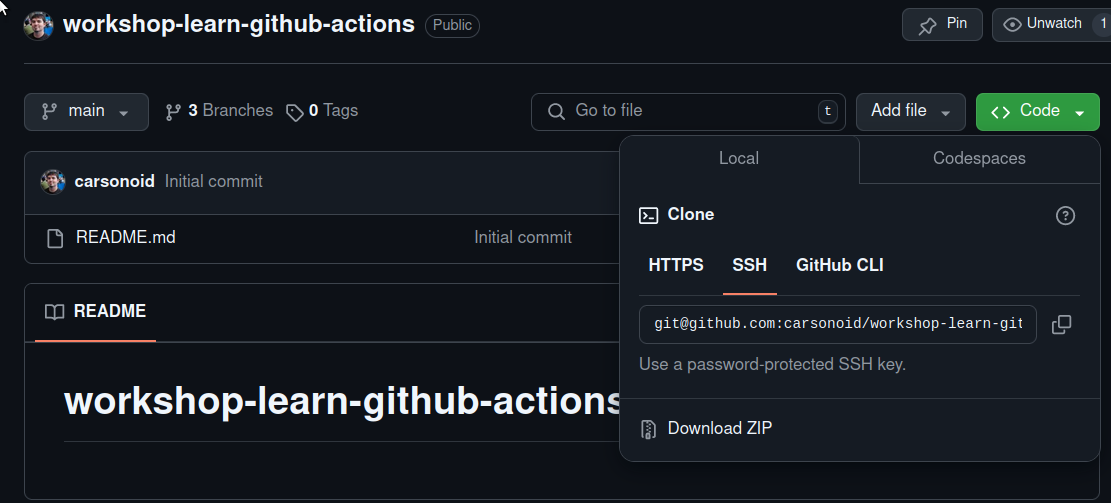 workshop-learn-github-actions Public Pin Unwatch 1
main 3 Branches 0 Tags Go to file t Add file Code
Local Codespaces
carsonoid Initial commit
Clone
README.md Initial commit
HTTPS SSH GitHub CLI
README
git@github.com:carsonoid/workshop-learn-git
Use a password-protected SSH key.
workshop-learn-github-actions
Download ZIP